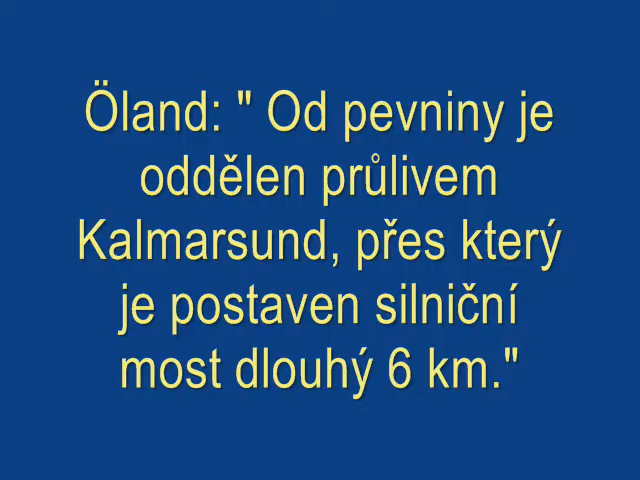 Öland: " Od pevniny je
oddělen průlivem
Kalmarsund, přes který
je postaven silniční
most dlouhý 6 km."